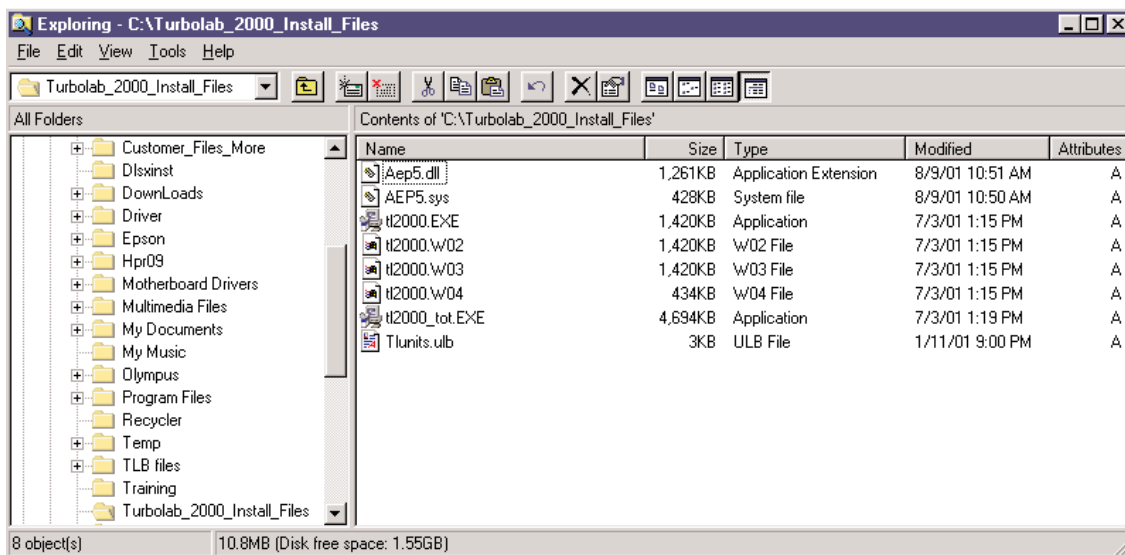 Exploring - C:\Turbolab_2000_Install_Files
File Edit View Tools Help
Turbolab_2000_Install_Files
All Folders
Contents of 'C:\Turbolab_2000_Install_Files'
Customer_Files_More
Dlsxinst
DownLoads
Driver
Epson
Hpr09
Motherboard Drivers
Multimedia Files
My Documents
My Music
Olympus
Program Files
Recycler
Temp
TLB files
Training
Turbolab_2000_Install_Files
Name Size Type Modified Attributes
Aep5.dll 1,261KB Application Extension 8/9/01 10:51 AM A
AEP5.sys 428KB System file 8/9/01 10:50 AM A
tl2000.EXE 1,420KB Application 7/3/01 1:15 PM A
tl2000.W02 1,420KB W02 File 7/3/01 1:15 PM A
tl2000.W03 1,420KB W03 File 7/3/01 1:15 PM A
tl2000.W04 434KB W04 File 7/3/01 1:15 PM A
tl2000_tot.EXE 4,694KB Application 7/3/01 1:19 PM A
Tlunits.ulb 3KB ULB File 1/11/01 9:00 PM A
8 object(s) 10.8MB (Disk free space: 1.55GB)